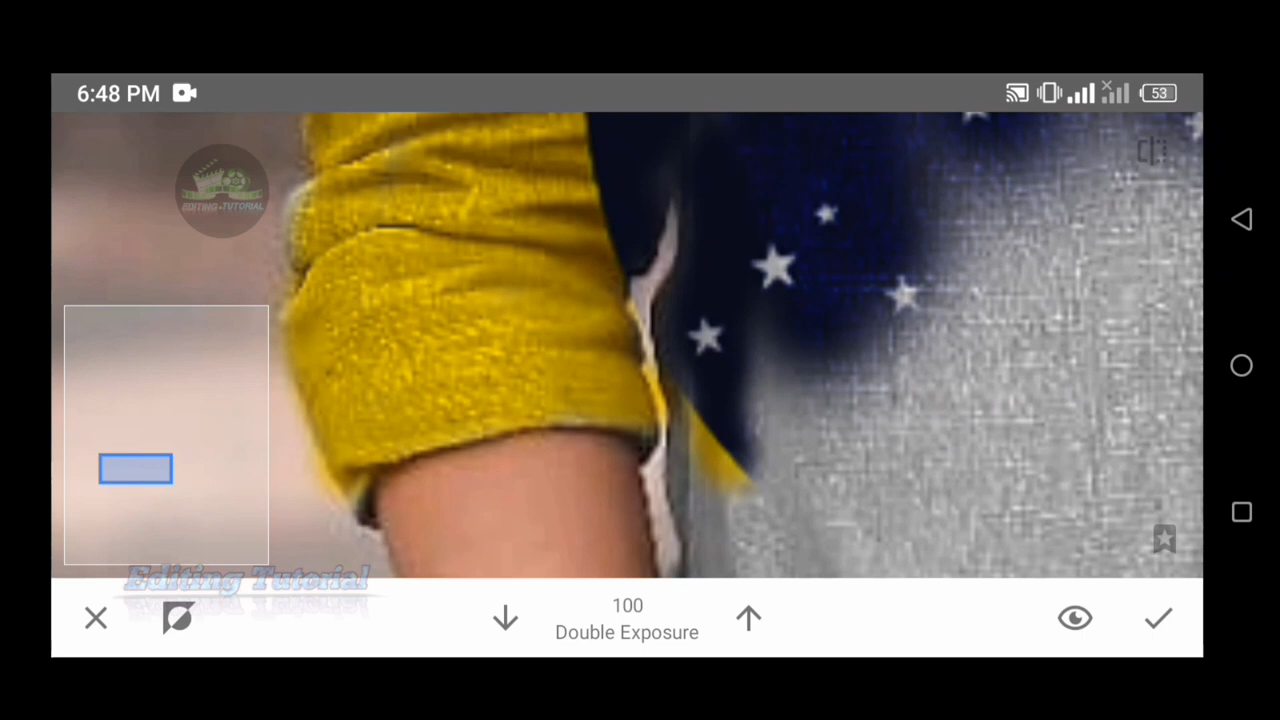 6:48 PM
53
EDITING-TUTORIAL
Editing Tutorial
100
Double Exposure